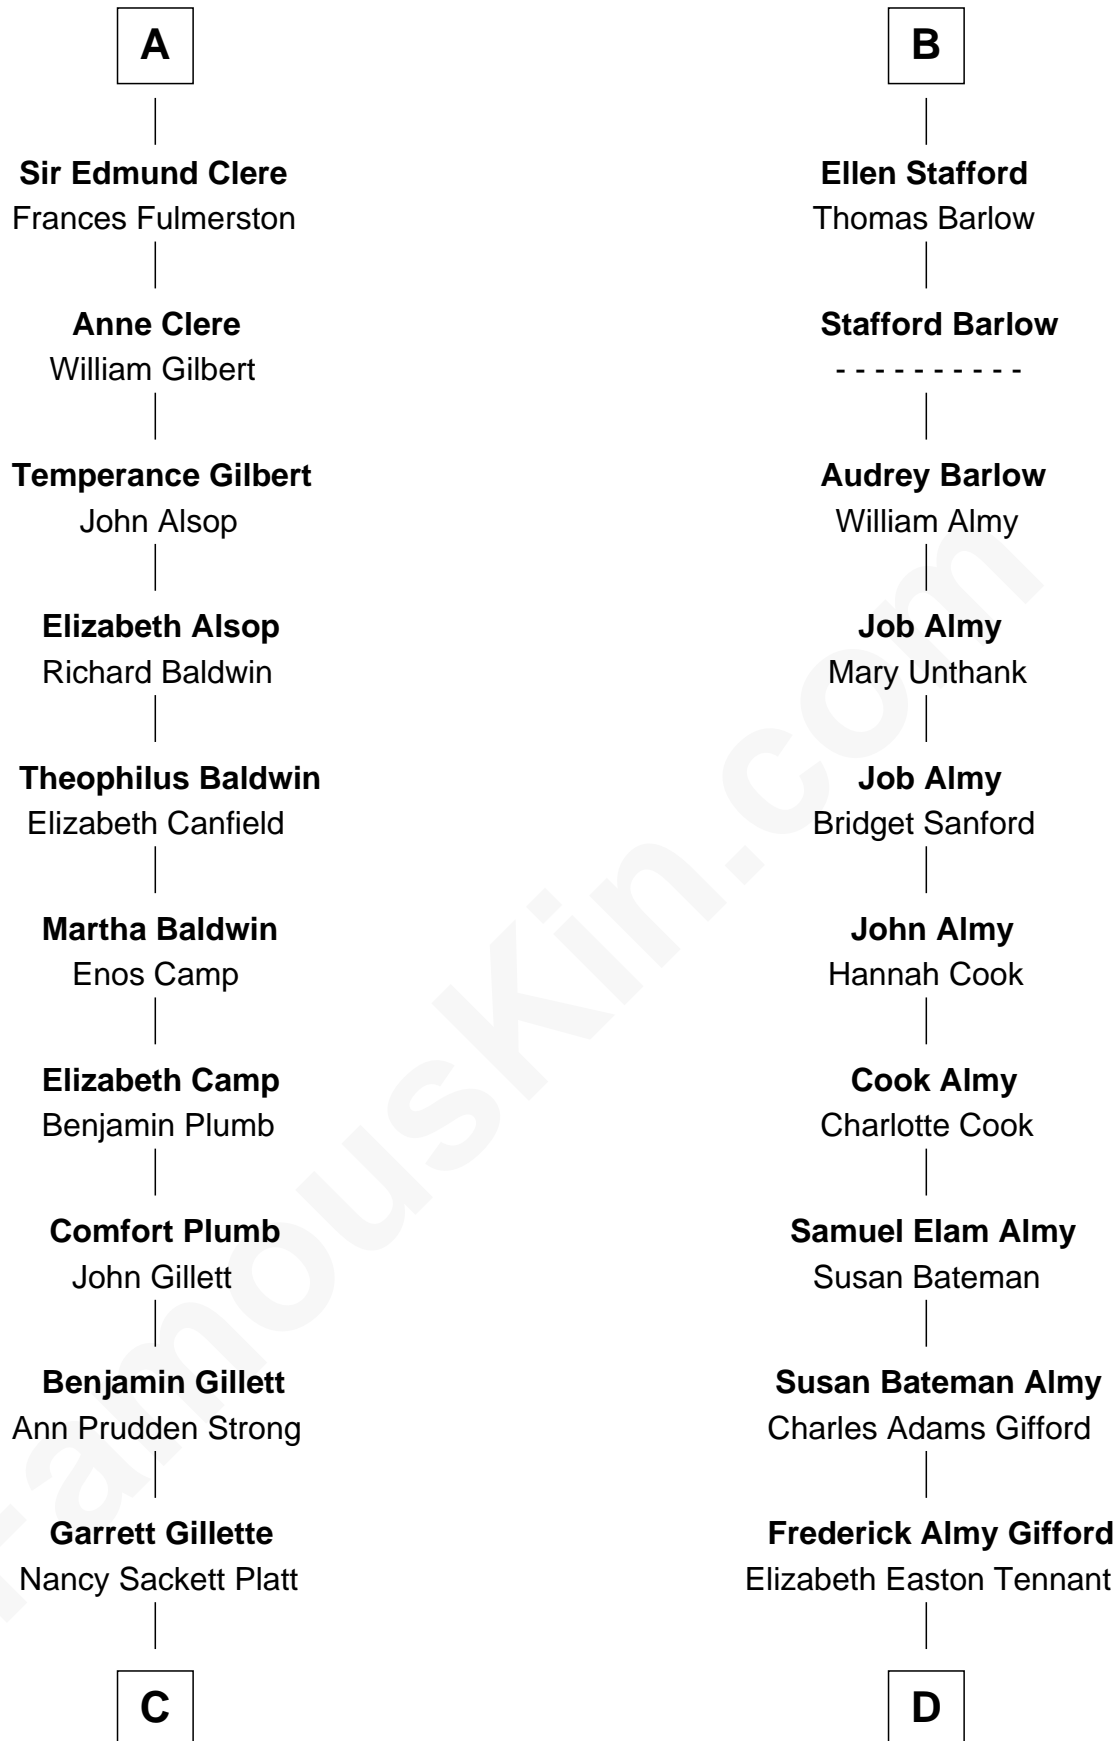 A
Sir Edmund Clere
Frances Fulmerston
Anne Clere
William Gilbert
Temperance Gilbert
John Alsop
Elizabeth Alsop
Richard Baldwin
Theophilus Baldwin
Elizabeth Canfield
Martha Baldwin
Enos Camp
Elizabeth Camp
Benjamin Plumb
Comfort Plumb
John Gillett
Benjamin Gillett
Ann Prudden Strong
Garrett Gillette
Nancy Sackett Platt
C
B
Ellen Stafford
Thomas Barlow
Stafford Barlow
- - - - - - - - - -
Audrey Barlow
William Almy
Job Almy
Mary Unthank
Job Almy
Bridget Sanford
John Almy
Hannah Cook
Cook Almy
Charlotte Cook
Samuel Elam Almy
Susan Bateman
Susan Bateman Almy
Charles Adams Gifford
Frederick Almy Gifford
Elizabeth Easton Tennant
D
FamousKin.com